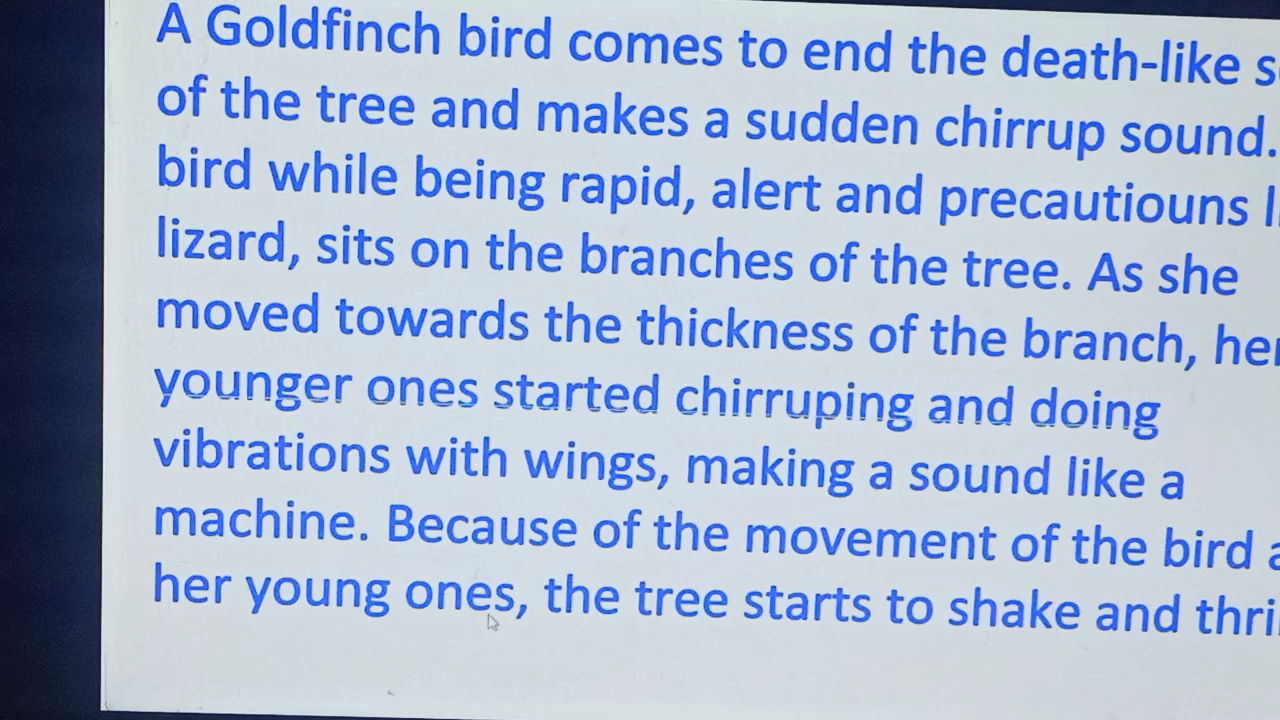 A Goldfinch bird comes to end the death-like
of the tree and makes a sudden chirrup sound.
bird while being rapid, alert and precautiouns
lizard, sits on the branches of the tree. As she
moved towards the thickness of the branch, her
younger ones started chirruping and doing
vibrations with wings, making a sound like a
machine. Because of the movement of the bird
her young ones, the tree starts to shake and